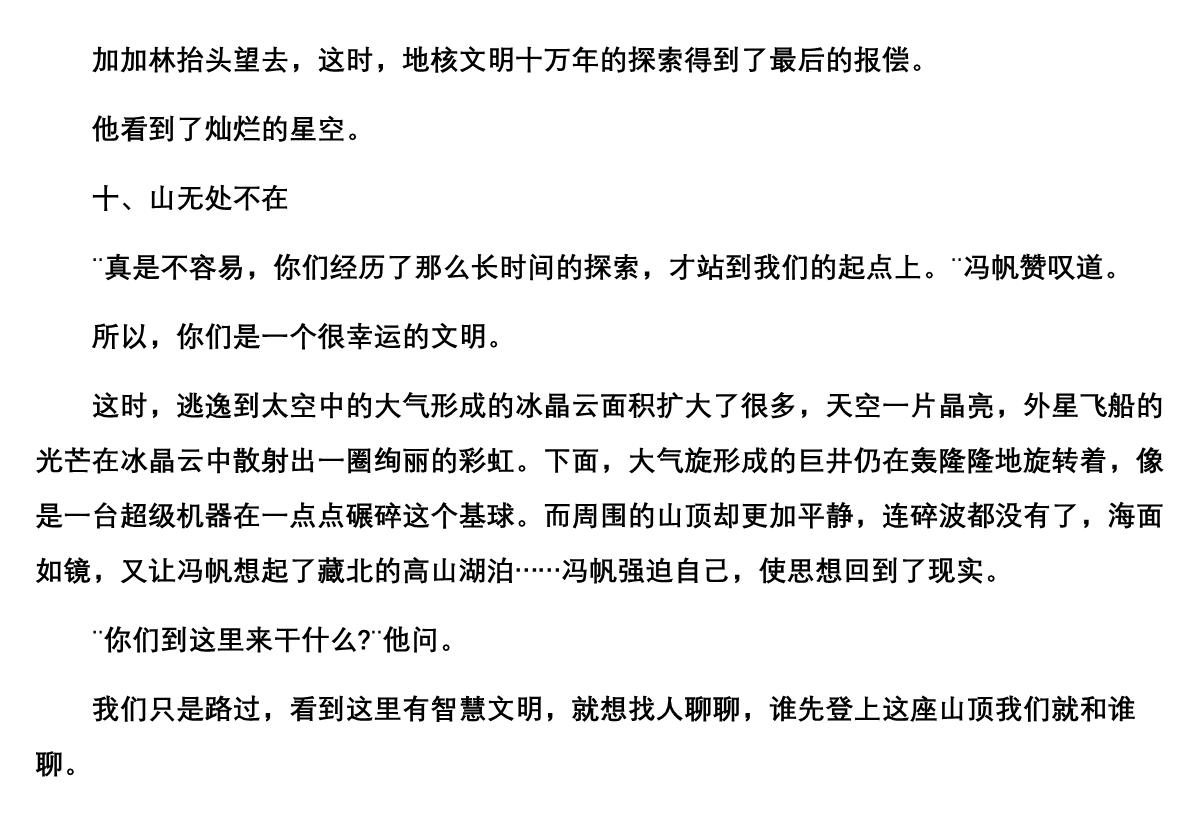 加加林抬头望去，这时，地核文明十万年的探索得到了最后的报偿。
他看到了灿烂的星空。
十、山无处不在
¨真是不容易，你们经历了那么长时间的探索，才站到我们的起点上。¨冯帆赞叹道。
所以，你们是一个很幸运的文明。
这时，逃逸到太空中的大气形成的冰晶云面积扩大了很多，天空一片晶亮，外星飞船的
光芒在冰晶云中散射出一圈绚丽的彩虹。下面，大气旋形成的巨井仍在轰隆隆地旋转着，像
是一台超级机器在一点点碾碎这个基球。而周围的山顶却更加平静，连碎波都没有了，海面
如镜，又让冯帆想起了藏北的高山湖泊……冯帆强迫自己，使思想回到了现实。
¨你们到这里来干什么?¨他问。
我们只是路过，看到这里有智慧文明，就想找人聊聊，谁先登上这座山顶我们就和谁
聊。